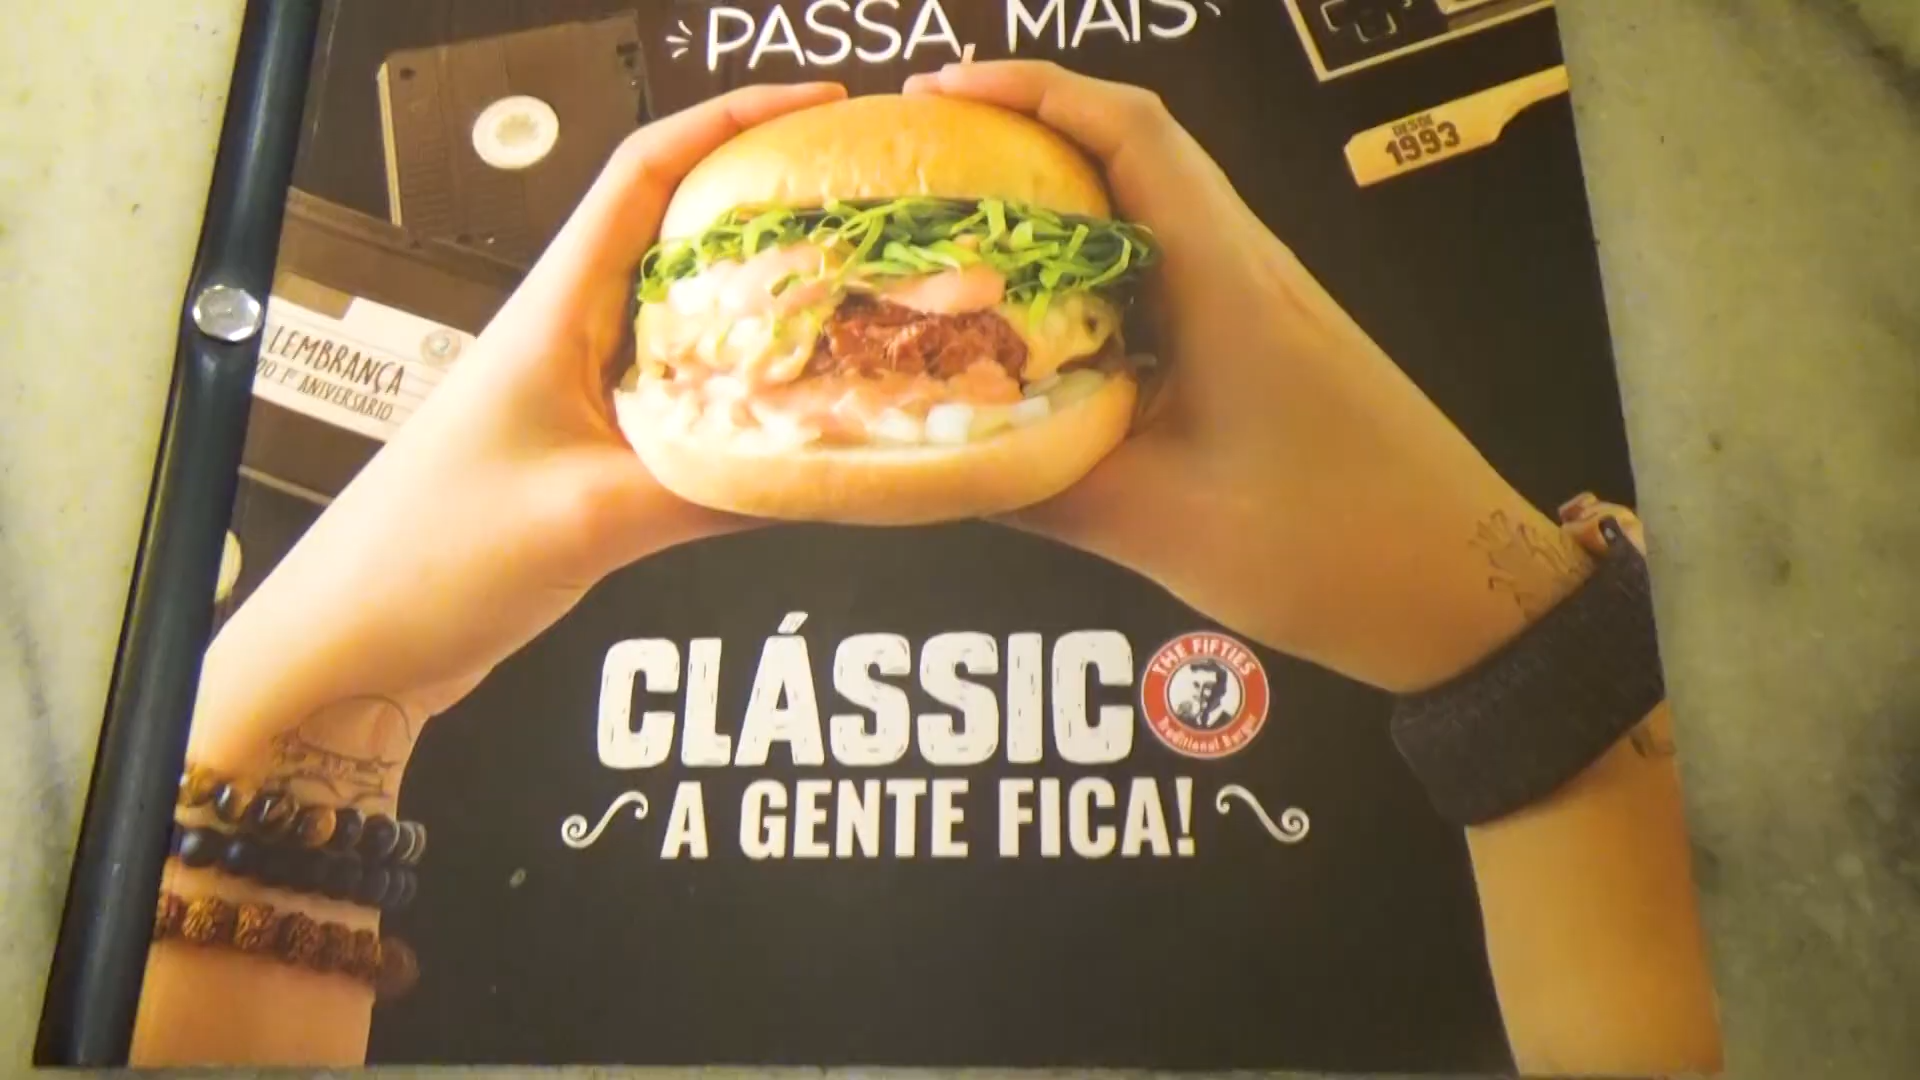 PASSA, MAIS
DESDE
1993
LEMBRANÇA
DO 1º ANIVERSÁRIO
CLÁSSIC
THE FIFTIES
Traditional Burger
A GENTE FICA!